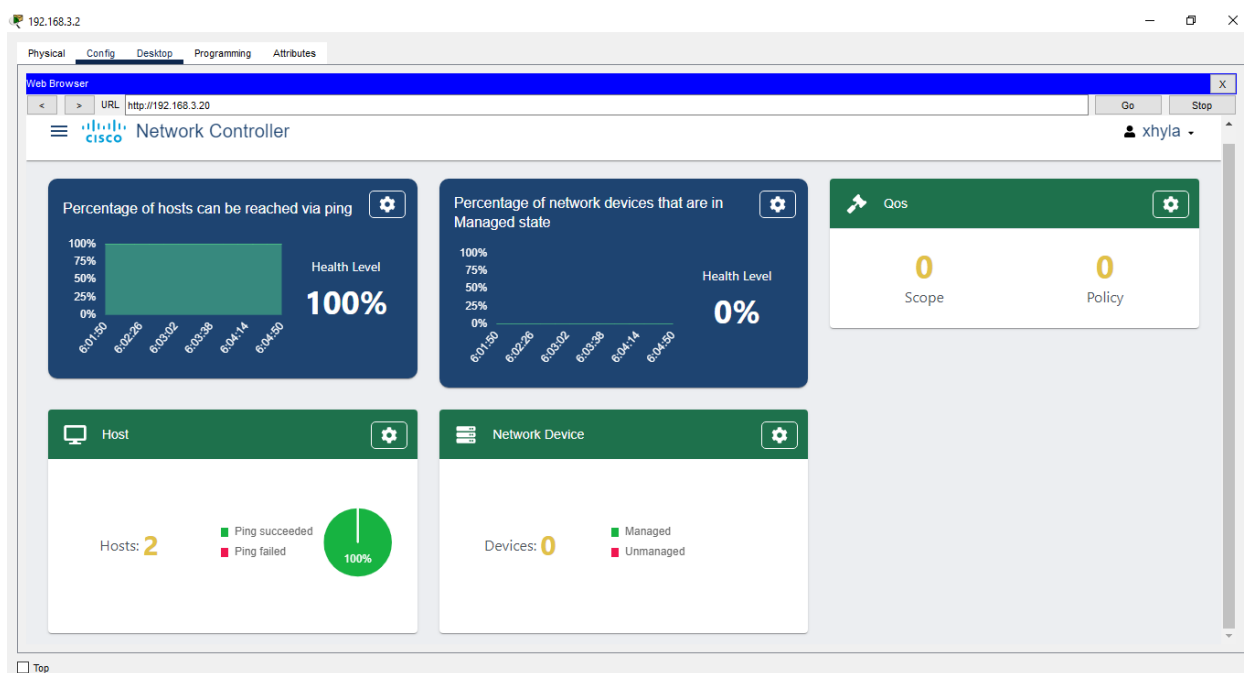 192.168.3.2
Physical Config Desktop Programming Attributes
Web Browser X
< > URL http://192.168.3.20 Go Stop
CISCO Network Controller xhyla
Percentage of hosts can be reached via ping
100%
75%
50%
25%
0%
6:01:50 6:02:26 6:03:02 6:03:38 6:04:14 6:04:50
Health Level
100%
Percentage of network devices that are in
Managed state
100%
75%
50%
25%
0%
6:01:50 6:02:26 6:03:02 6:03:38 6:04:14 6:04:50
Health Level
0%
Qos
0 0
Scope Policy
Host
Hosts: 2
Ping succeeded
Ping failed
100%
Network Device
Devices: 0
Managed
Unmanaged
Top